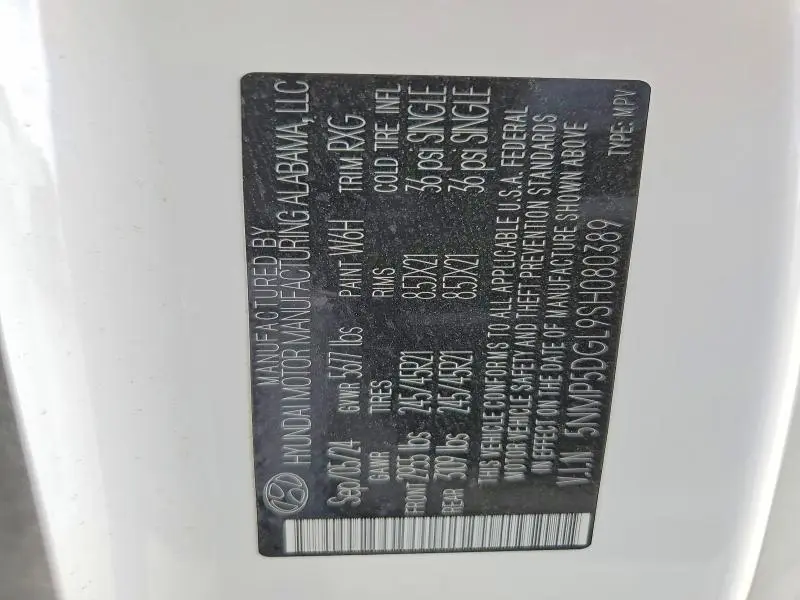 MANUFACTURED BY
HYUNDAI MOTOR MANUFACTURING ALABAMA, LLC
Sep/05/24 GVWR 5677 lbs PAINT W6H TRIM RXG
GAWR TIRES RIMS COLD TIRE INFL
FRONT 2955 lbs 245/45R21 8.5JX21 36 psi SINGLE
REAR 3109 lbs 245/45R21 8.5JX21 36 psi SINGLE
THIS VEHICLE CONFORMS TO ALL APPLICABLE U.S.A. FEDERAL
MOTOR VEHICLE SAFETY AND THEFT PREVENTION STANDARDS
IN EFFECT ON THE DATE OF MANUFACTURE SHOWN ABOVE
V.I.N 5NMP5DGL9SH080389 TYPE: MPV